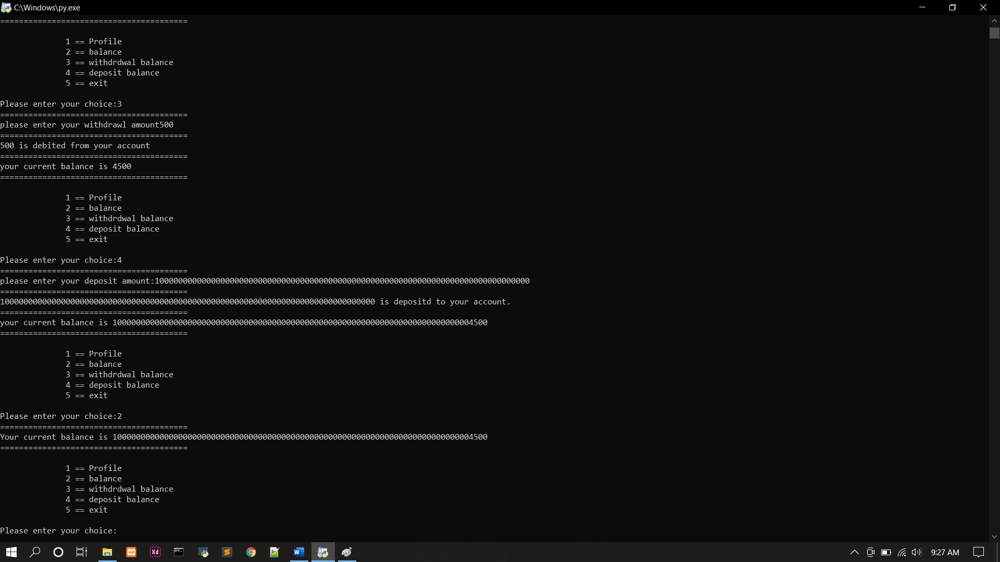 C:\Windows\py.exe
========================================
1 == Profile
2 == balance
3 == withdrdwal balance
4 == deposit balance
5 == exit
Please enter your choice:3
========================================
please enter your withdrawl amount500
========================================
500 is debited from your account
========================================
your current balance is 4500
========================================
1 == Profile
2 == balance
3 == withdrdwal balance
4 == deposit balance
5 == exit
Please enter your choice:4
========================================
please enter your deposit amount:10000000000000000000000000000000000000000000000000000000000000000000000000000000
========================================
10000000000000000000000000000000000000000000000000000000000000000000000000000000 is depositd to your account.
========================================
your current balance is 10000000000000000000000000000000000000000000000000000000000000000000000000004500
========================================
1 == Profile
2 == balance
3 == withdrdwal balance
4 == deposit balance
5 == exit
Please enter your choice:2
========================================
Your current balance is 10000000000000000000000000000000000000000000000000000000000000000000000000004500
========================================
1 == Profile
2 == balance
3 == withdrdwal balance
4 == deposit balance
5 == exit
Please enter your choice:
Xd
W
9:27 AM